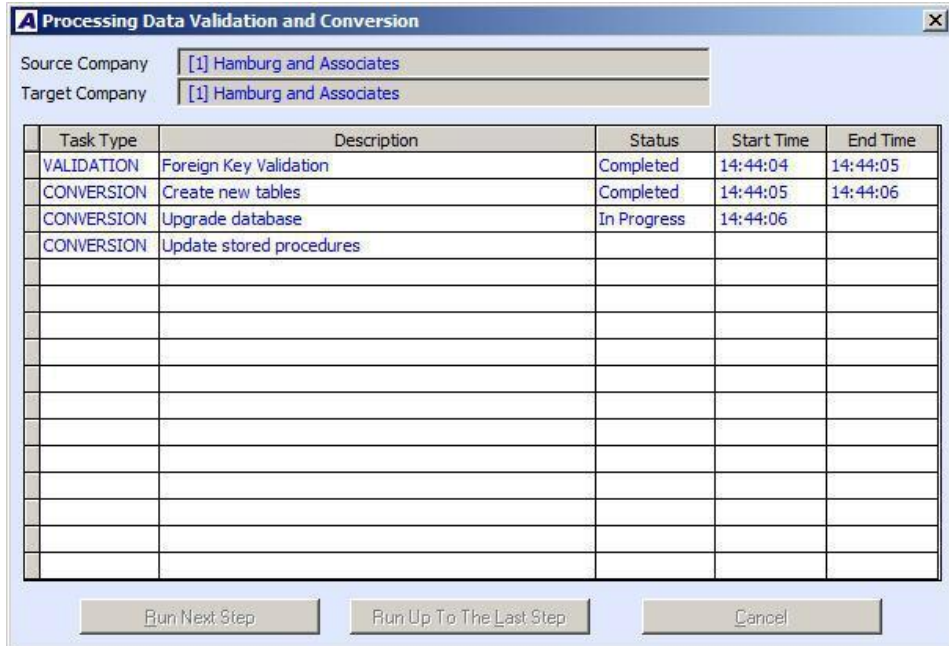 A Processing Data Validation and Conversion
Source Company [1] Hamburg and Associates
Target Company [1] Hamburg and Associates
Task Type Description Status Start Time End Time
VALIDATION Foreign Key Validation Completed 14:44:04 14:44:05
CONVERSION Create new tables Completed 14:44:05 14:44:06
CONVERSION Upgrade database In Progress 14:44:06
CONVERSION Update stored procedures
Run Next Step Run Up To The Last Step Cancel